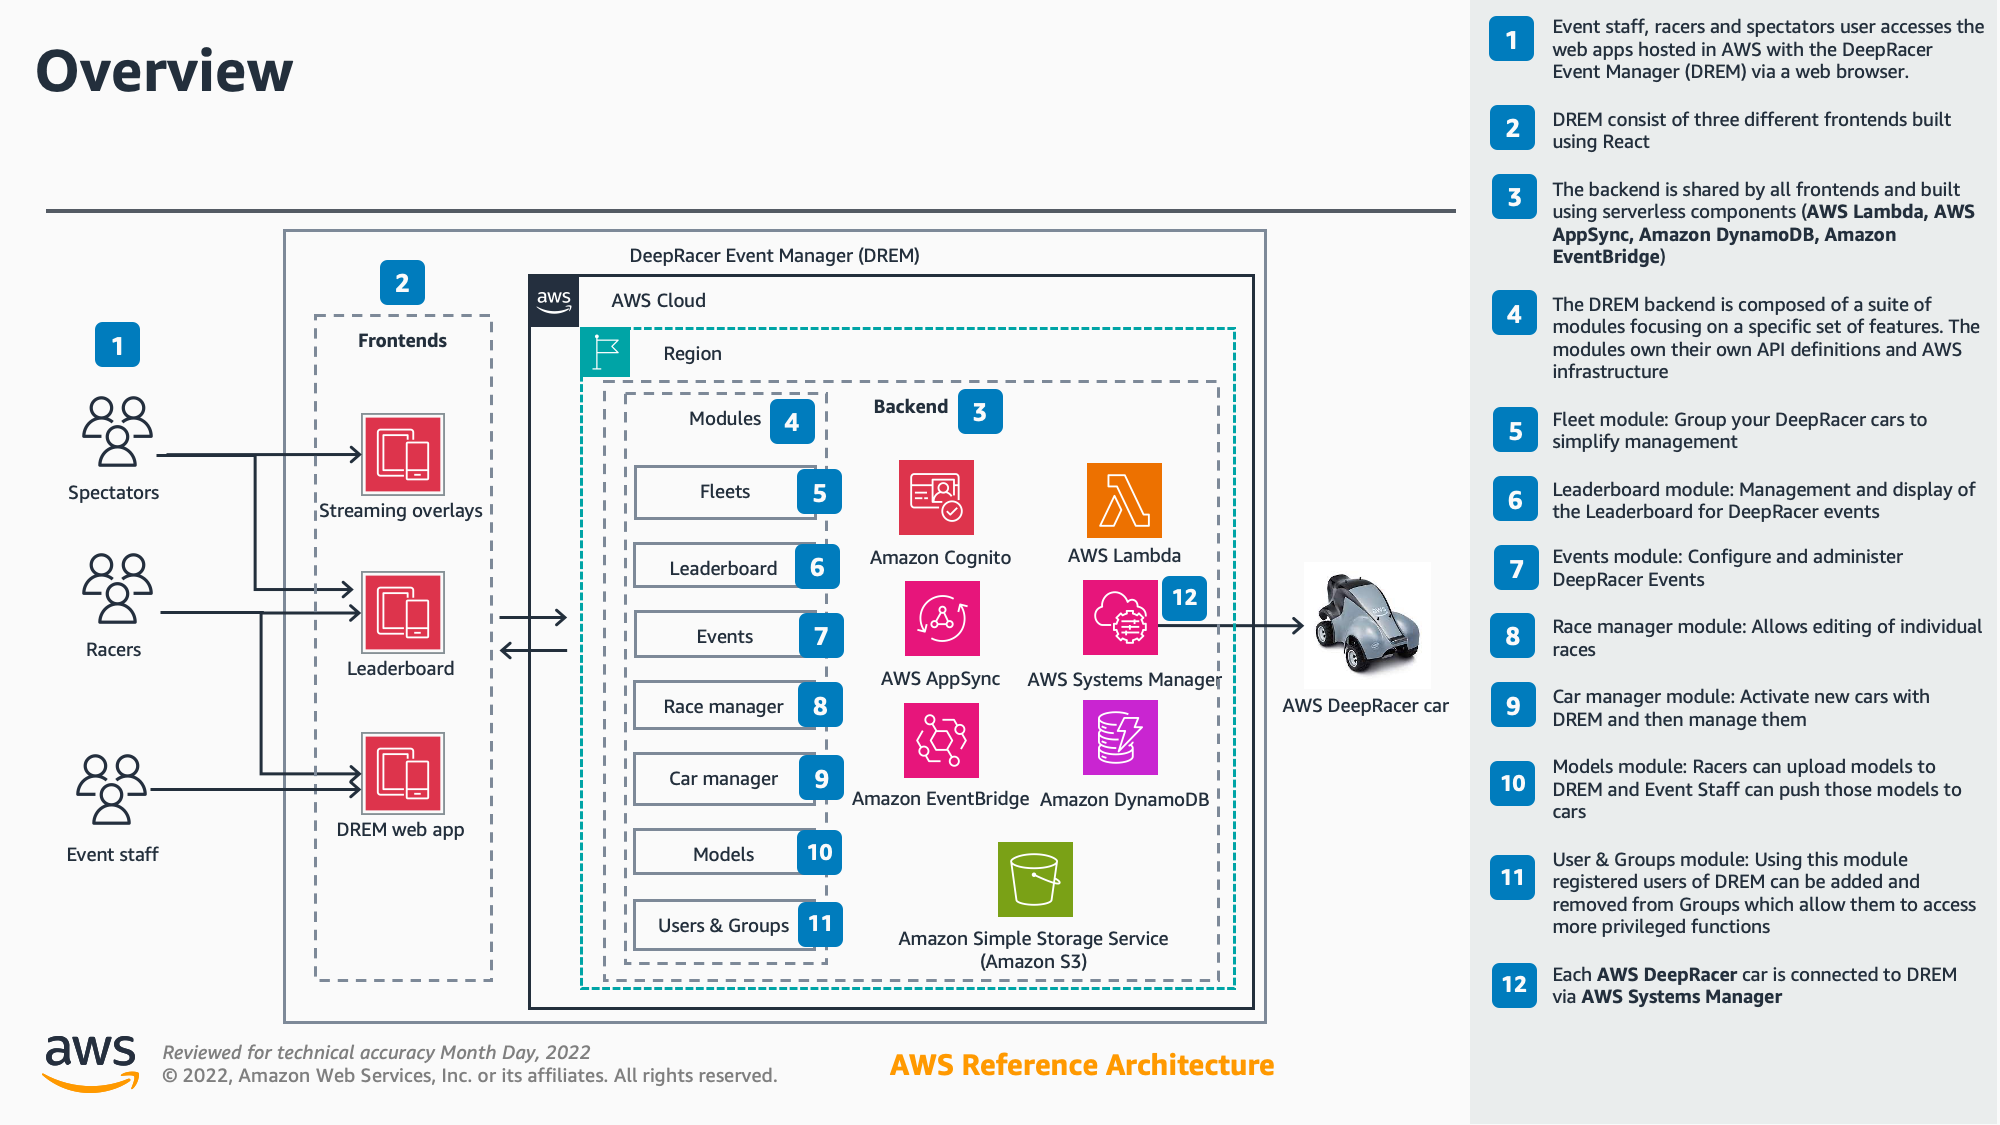 Overview
DeepRacer Event Manager (DREM)
2
aws
AWS Cloud
Frontends
1
Region
Modules
4
Backend
3
Spectators
Streaming overlays
Fleets
5
Amazon Cognito
AWS Lambda
Leaderboard
6
Racers
Leaderboard
Events
7
12
aws
AWS AppSync
AWS Systems Manager
AWS DeepRacer car
Race manager
8
Car manager
9
Amazon EventBridge
Amazon DynamoDB
Event staff
DREM web app
Models
10
Users & Groups
11
Amazon Simple Storage Service
(Amazon S3)
aws
Reviewed for technical accuracy Month Day, 2022
© 2022, Amazon Web Services, Inc. or its affiliates. All rights reserved.
AWS Reference Architecture
1
Event staff, racers and spectators user accesses the
web apps hosted in AWS with the DeepRacer
Event Manager (DREM) via a web browser.
2
DREM consist of three different frontends built
using React
3
The backend is shared by all frontends and built
using serverless components (AWS Lambda, AWS
AppSync, Amazon DynamoDB, Amazon
EventBridge)
4
The DREM backend is composed of a suite of
modules focusing on a specific set of features. The
modules own their own API definitions and AWS
infrastructure
5
Fleet module: Group your DeepRacer cars to
simplify management
6
Leaderboard module: Management and display of
the Leaderboard for DeepRacer events
7
Events module: Configure and administer
DeepRacer Events
8
Race manager module: Allows editing of individual
races
9
Car manager module: Activate new cars with
DREM and then manage them
10
Models module: Racers can upload models to
DREM and Event Staff can push those models to
cars
11
User & Groups module: Using this module
registered users of DREM can be added and
removed from Groups which allow them to access
more privileged functions
12
Each AWS DeepRacer car is connected to DREM
via AWS Systems Manager